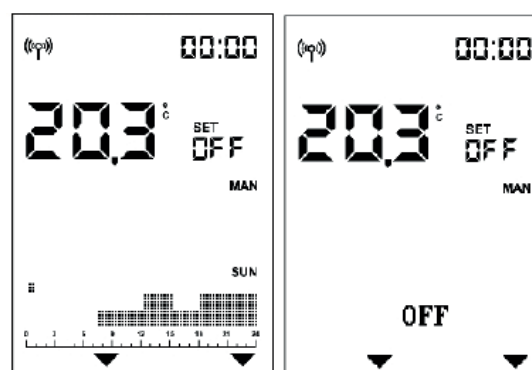 00:00
20.3 °C
SET
OFF
MAN
SUN
0 3 6 9 12 15 18 21 24
00:00
20.3 °C
SET
OFF
MAN
OFF